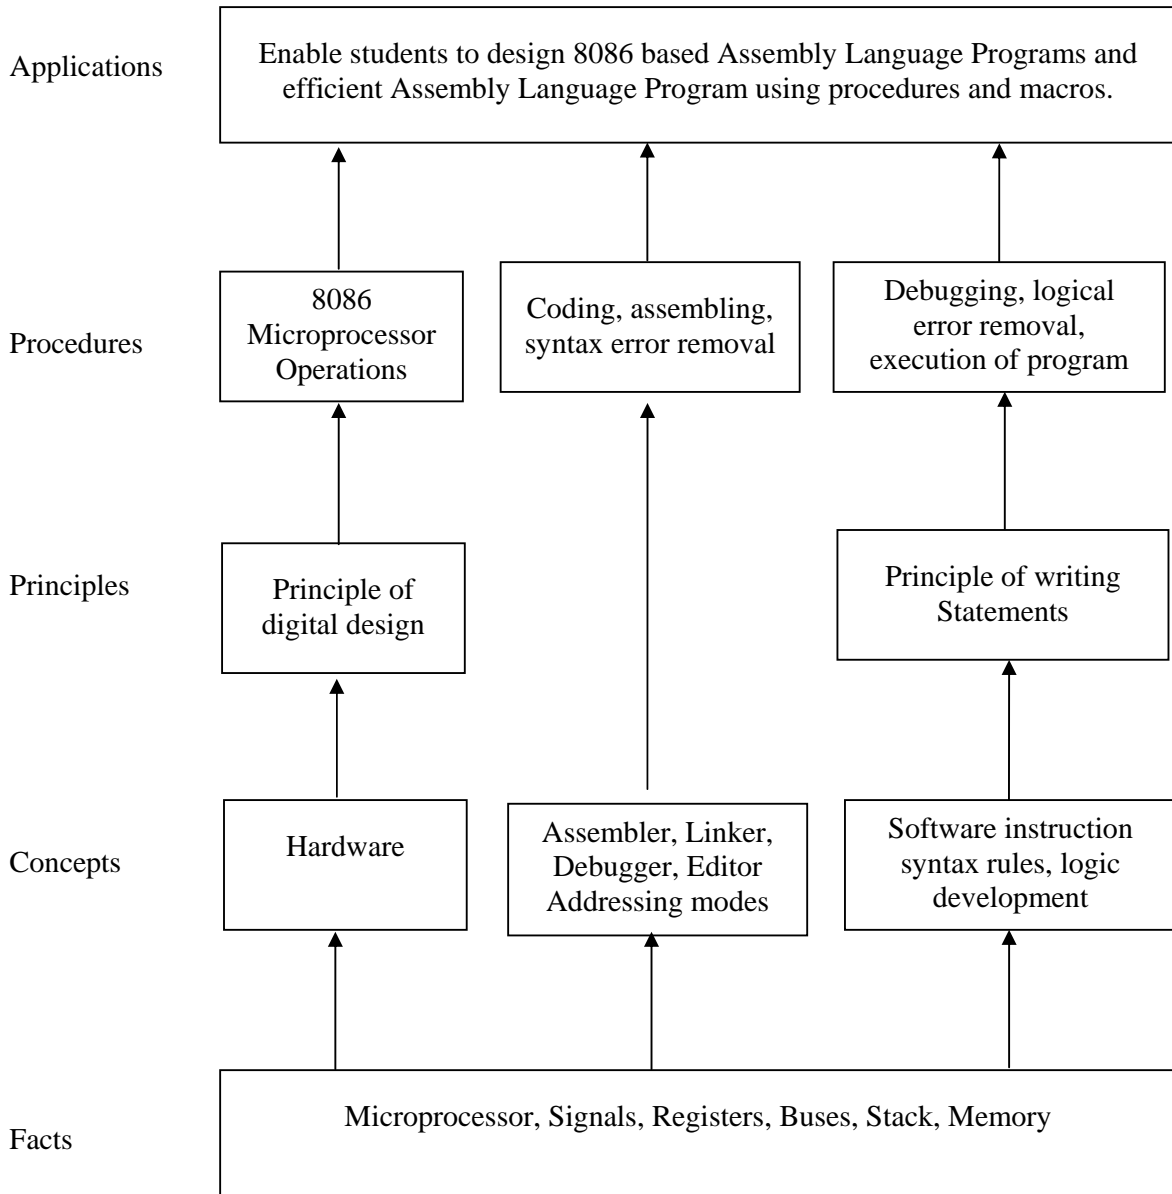 Applications
Enable students to design 8086 based Assembly Language Programs and
efficient Assembly Language Program using procedures and macros.
Procedures
8086
Microprocessor
Operations
Coding, assembling,
syntax error removal
Debugging, logical
error removal,
execution of program
Principles
Principle of
digital design
Principle of writing
Statements
Concepts
Hardware
Assembler, Linker,
Debugger, Editor
Addressing modes
Software instruction
syntax rules, logic
development
Facts
Microprocessor, Signals, Registers, Buses, Stack, Memory